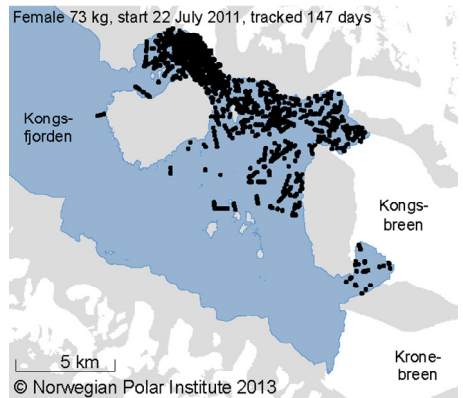 Female 73 kg, start 22 July 2011, tracked 147 days
Kongs-
fjorden
Kongs-
breen
Krone-
breen
5 km
© Norwegian Polar Institute 2013